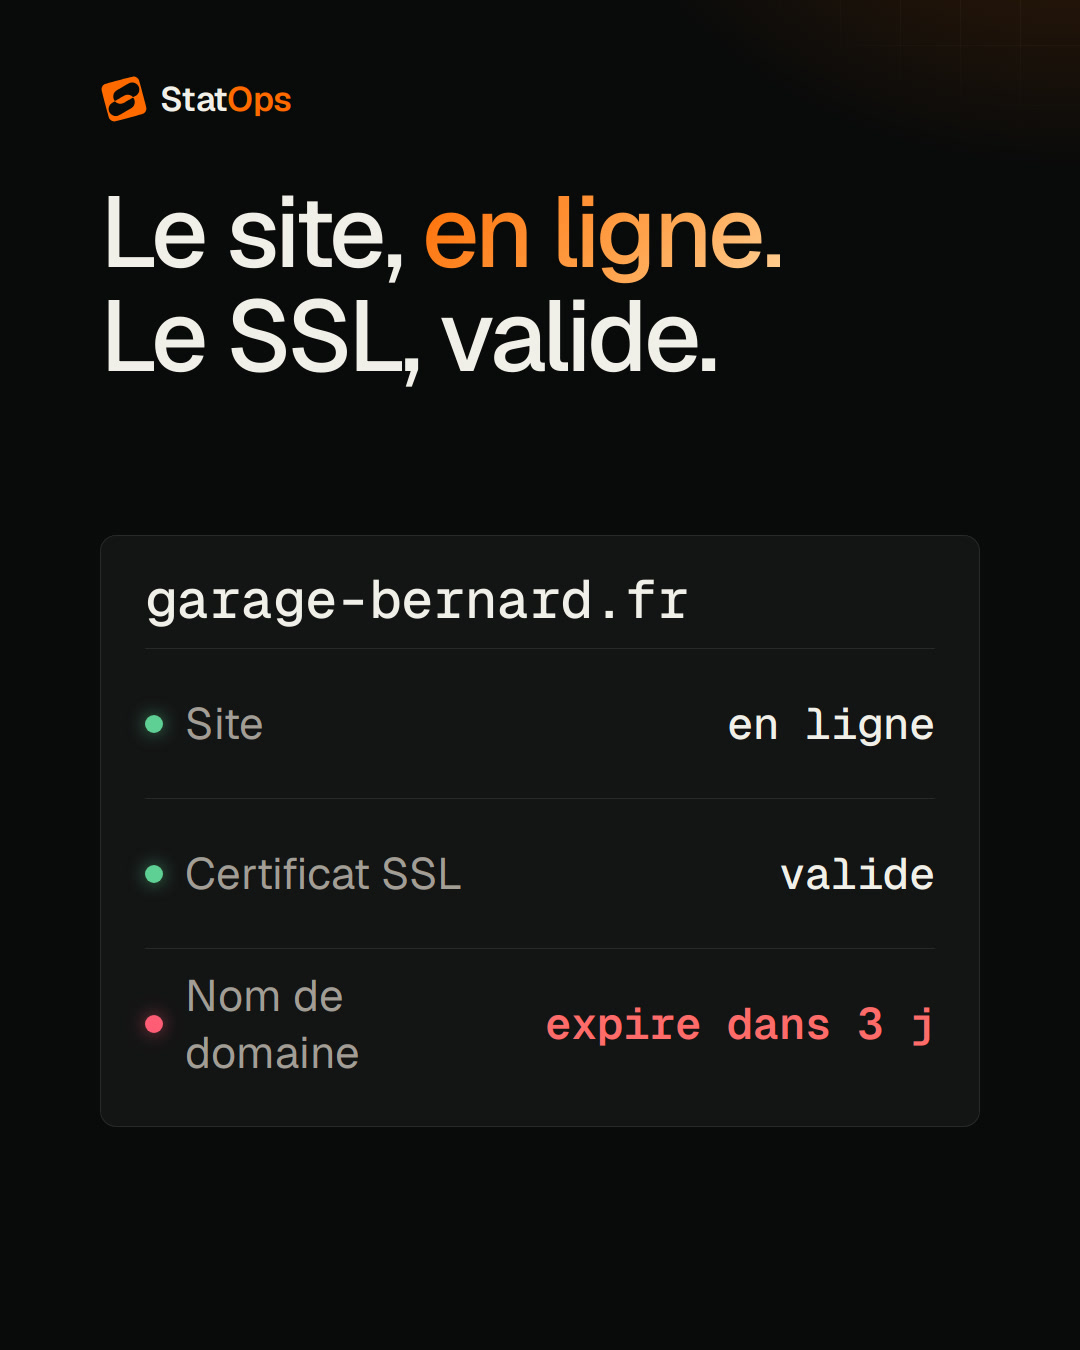 StatOps
Le site, en ligne.
Le SSL, valide.
garage-bernard.fr
Site en ligne
Certificat SSL valide
Nom de
domaine
expire dans 3 j